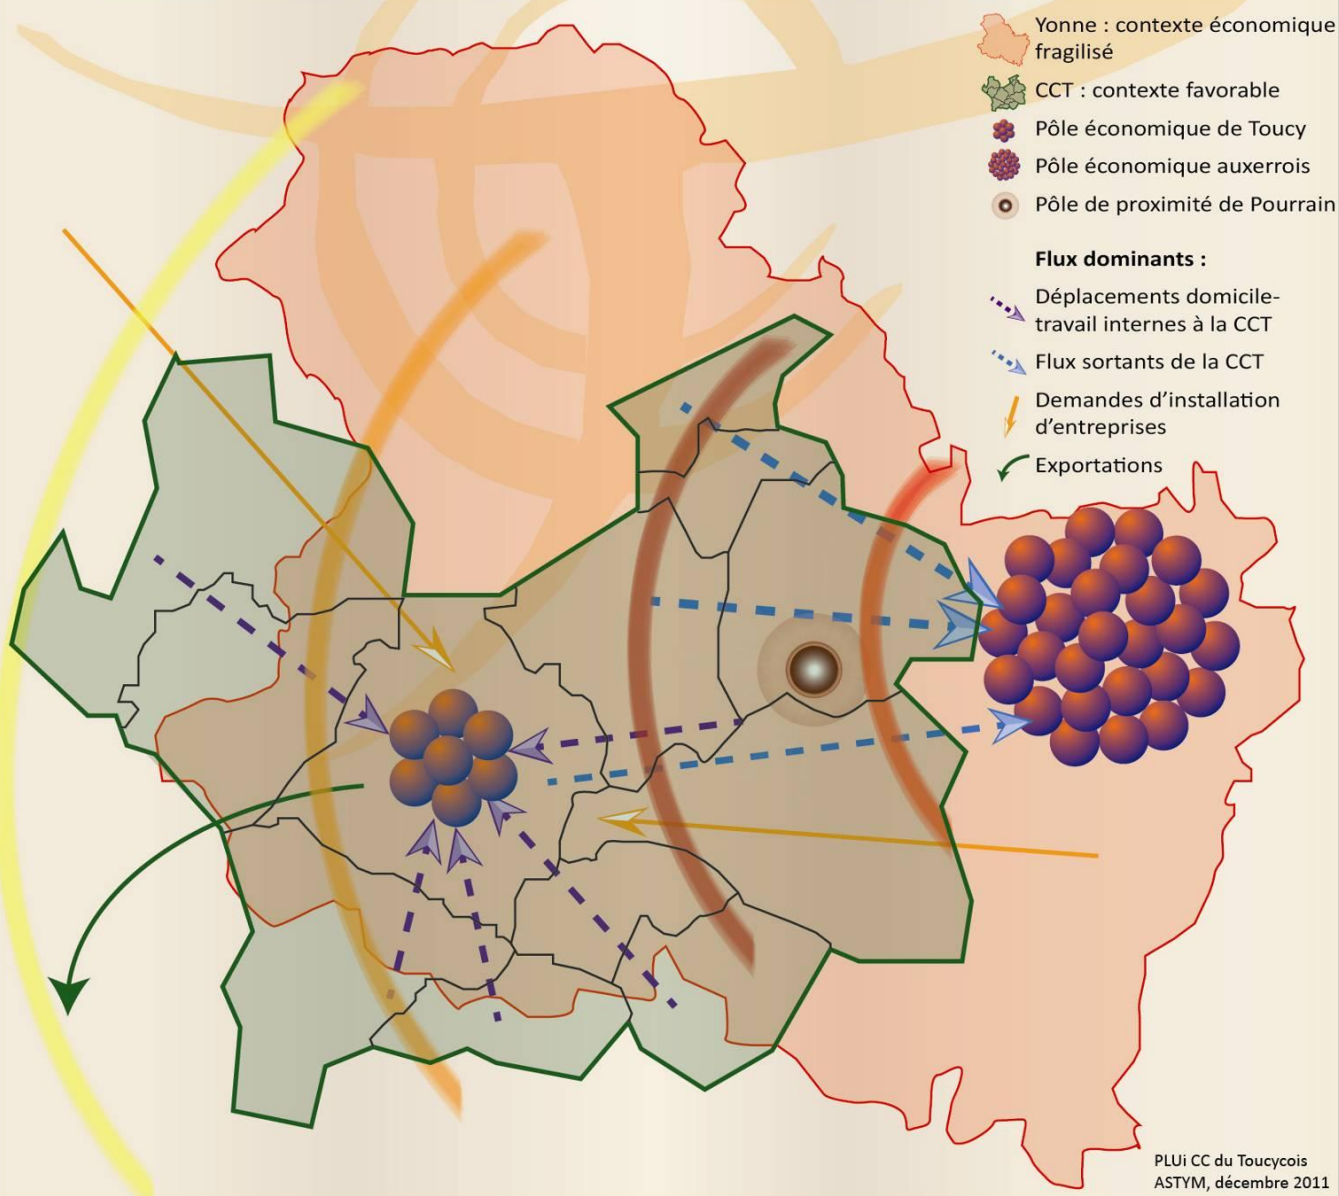 Yonne : contexte économique
fragilisé
CCT : contexte favorable
Pôle économique de Toucy
Pôle économique auxerrois
Pôle de proximité de Pourrain
Flux dominants :
Déplacements domicile-
travail internes à la CCT
Flux sortants de la CCT
Demandes d'installation
d'entreprises
Exportations
PLUi CC du Toucycois
ASTYM, décembre 2011